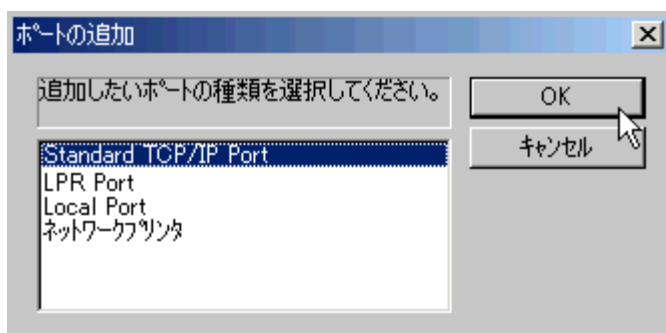 ポートの追加
追加したいポートの種類を選択してください。
OK
キャンセル
Standard TCP/IP Port
LPR Port
Local Port
ネットワークプリンタ